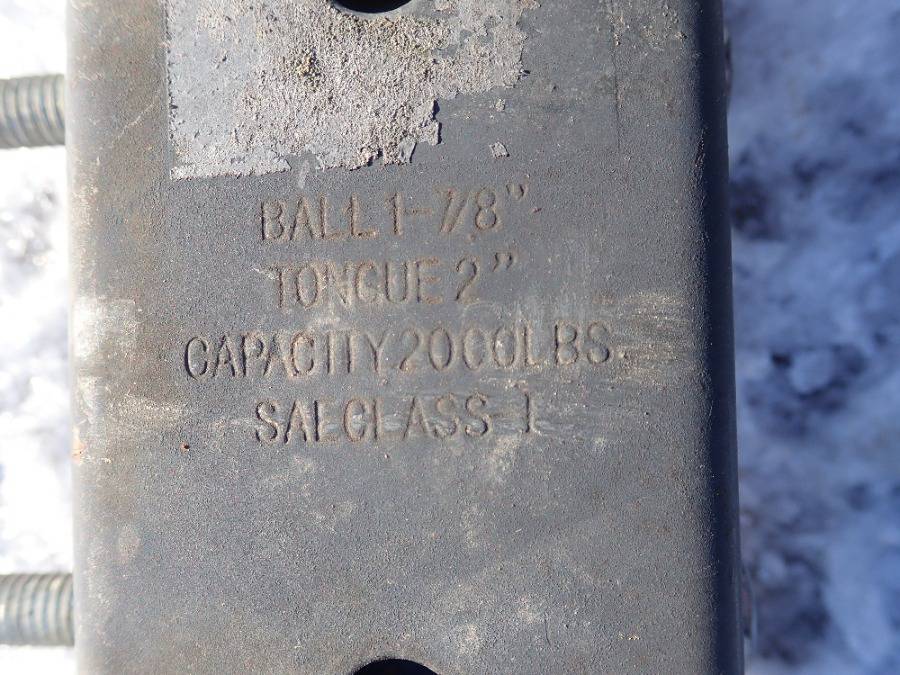 BALL 1-7/8"
TONGUE 2"
CAPACITY 2000LBS.
SAE CLASS-1